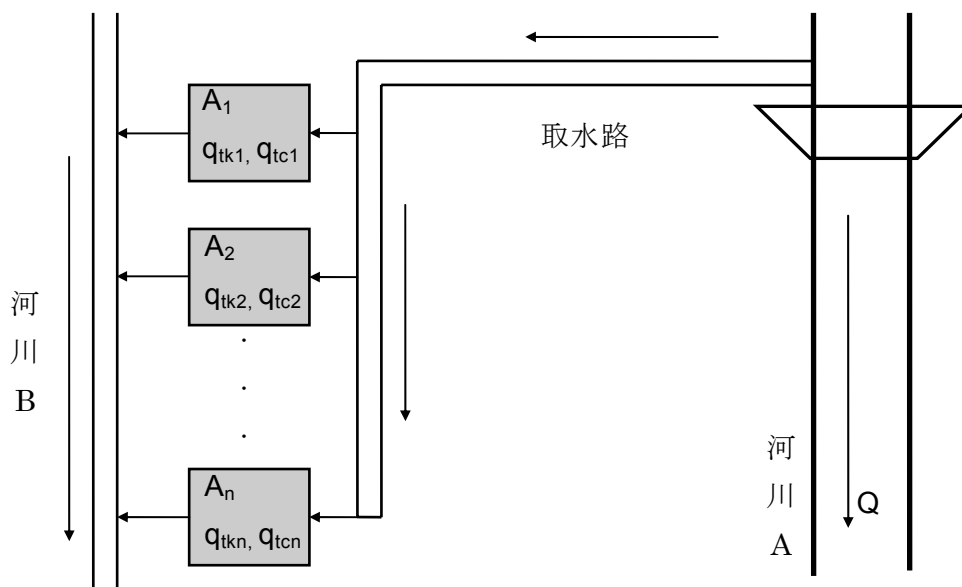 取水路
A1
qtk1, qtc1
A2
qtk2, qtc2
.
.
.
An
qtkn, qtcn
河
川
B
河
川
A
Q